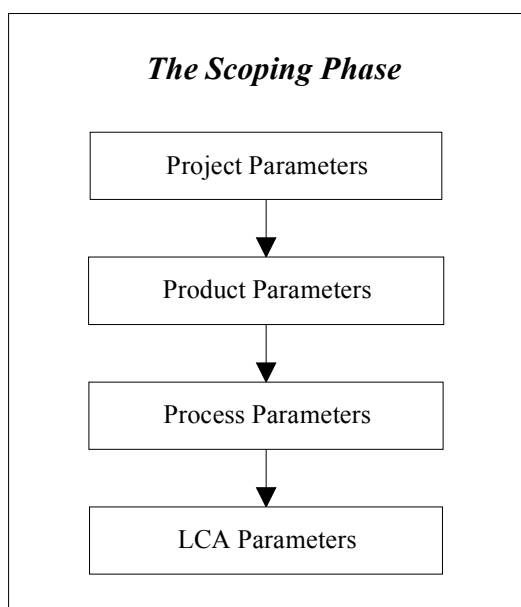 The Scoping Phase
Project Parameters
Product Parameters
Process Parameters
LCA Parameters